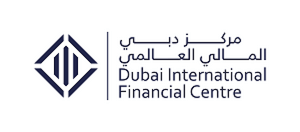 مركز دبي
المالي العالمي
Dubai International
Financial Centre